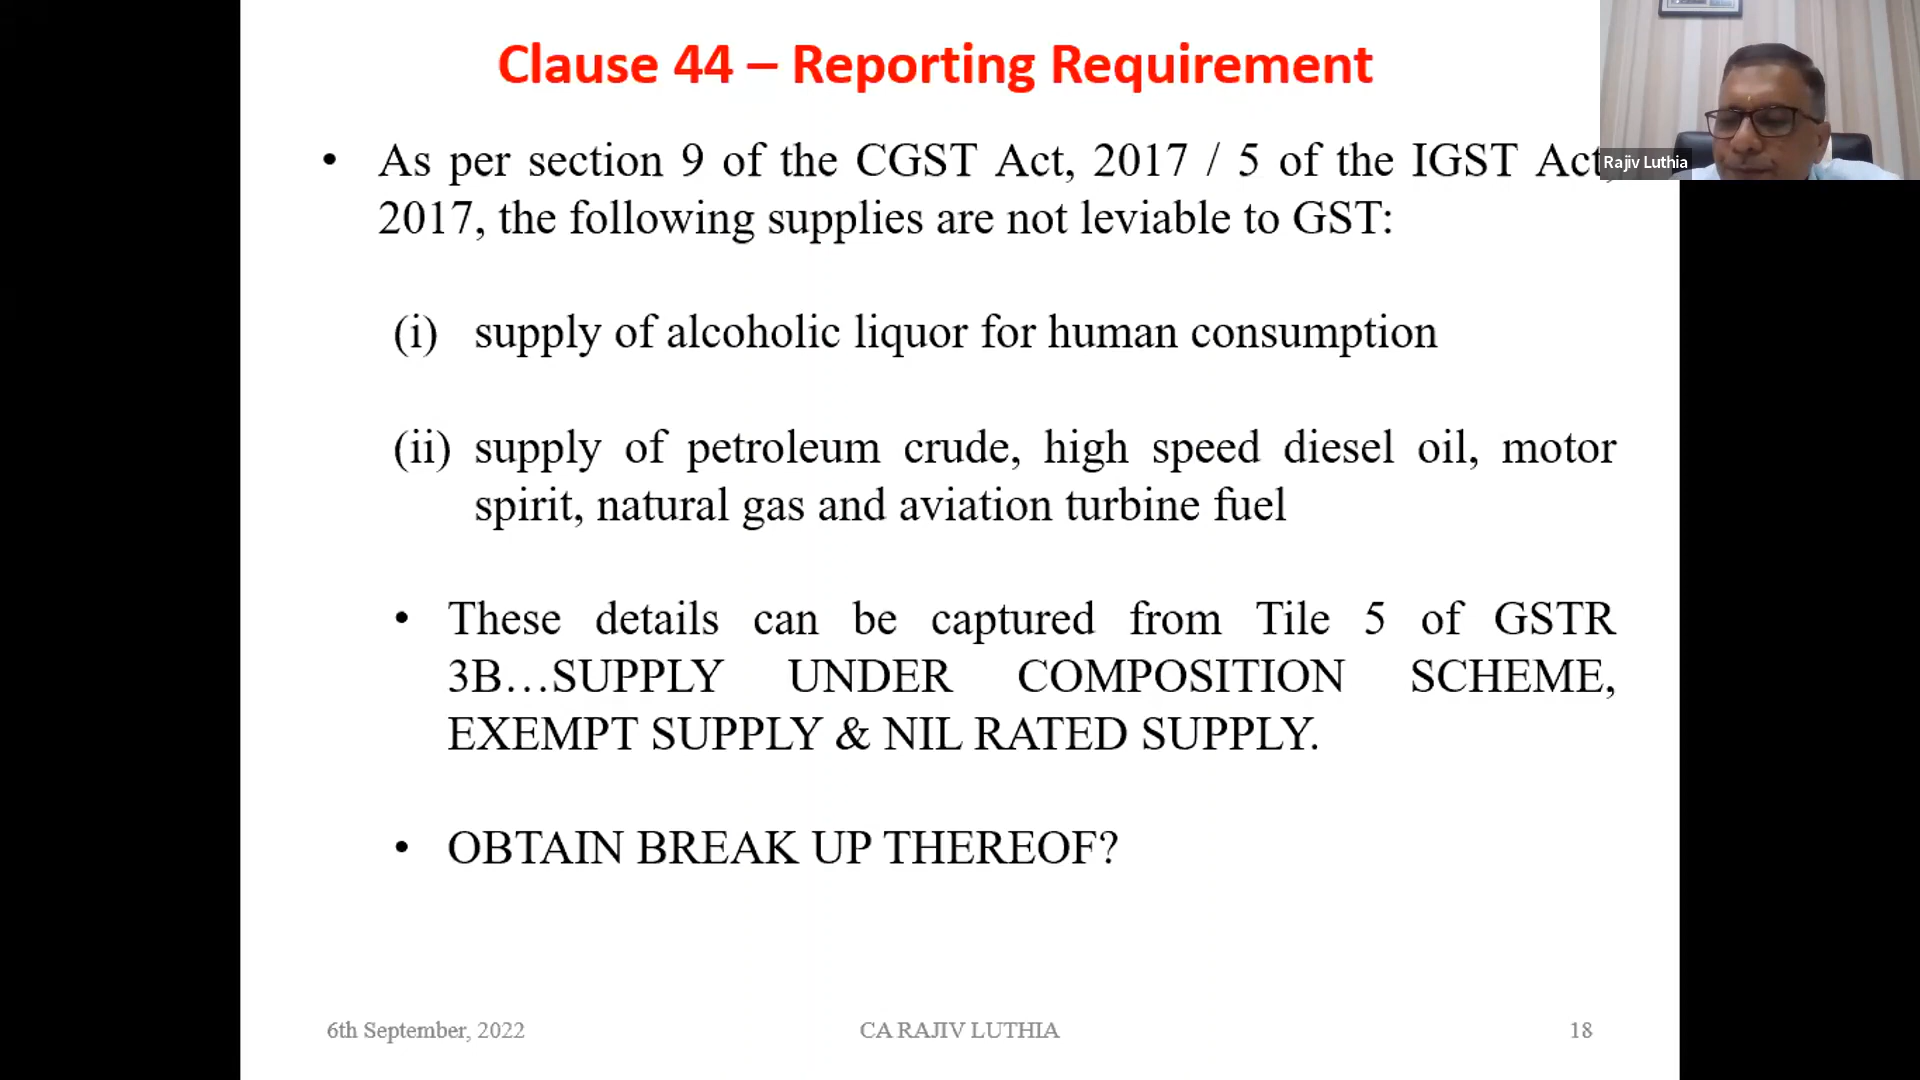 Clause 44 – Reporting Requirement
• As per section 9 of the CGST Act, 2017 / 5 of the IGST Act,
2017, the following supplies are not leviable to GST:
(i) supply of alcoholic liquor for human consumption
(ii) supply of petroleum crude, high speed diesel oil, motor
spirit, natural gas and aviation turbine fuel
• These details can be captured from Tile 5 of GSTR
3B…SUPPLY UNDER COMPOSITION SCHEME,
EXEMPT SUPPLY & NIL RATED SUPPLY.
• OBTAIN BREAK UP THEREOF?
6th September, 2022
CA RAJIV LUTHIA
18
Rajiv Luthia